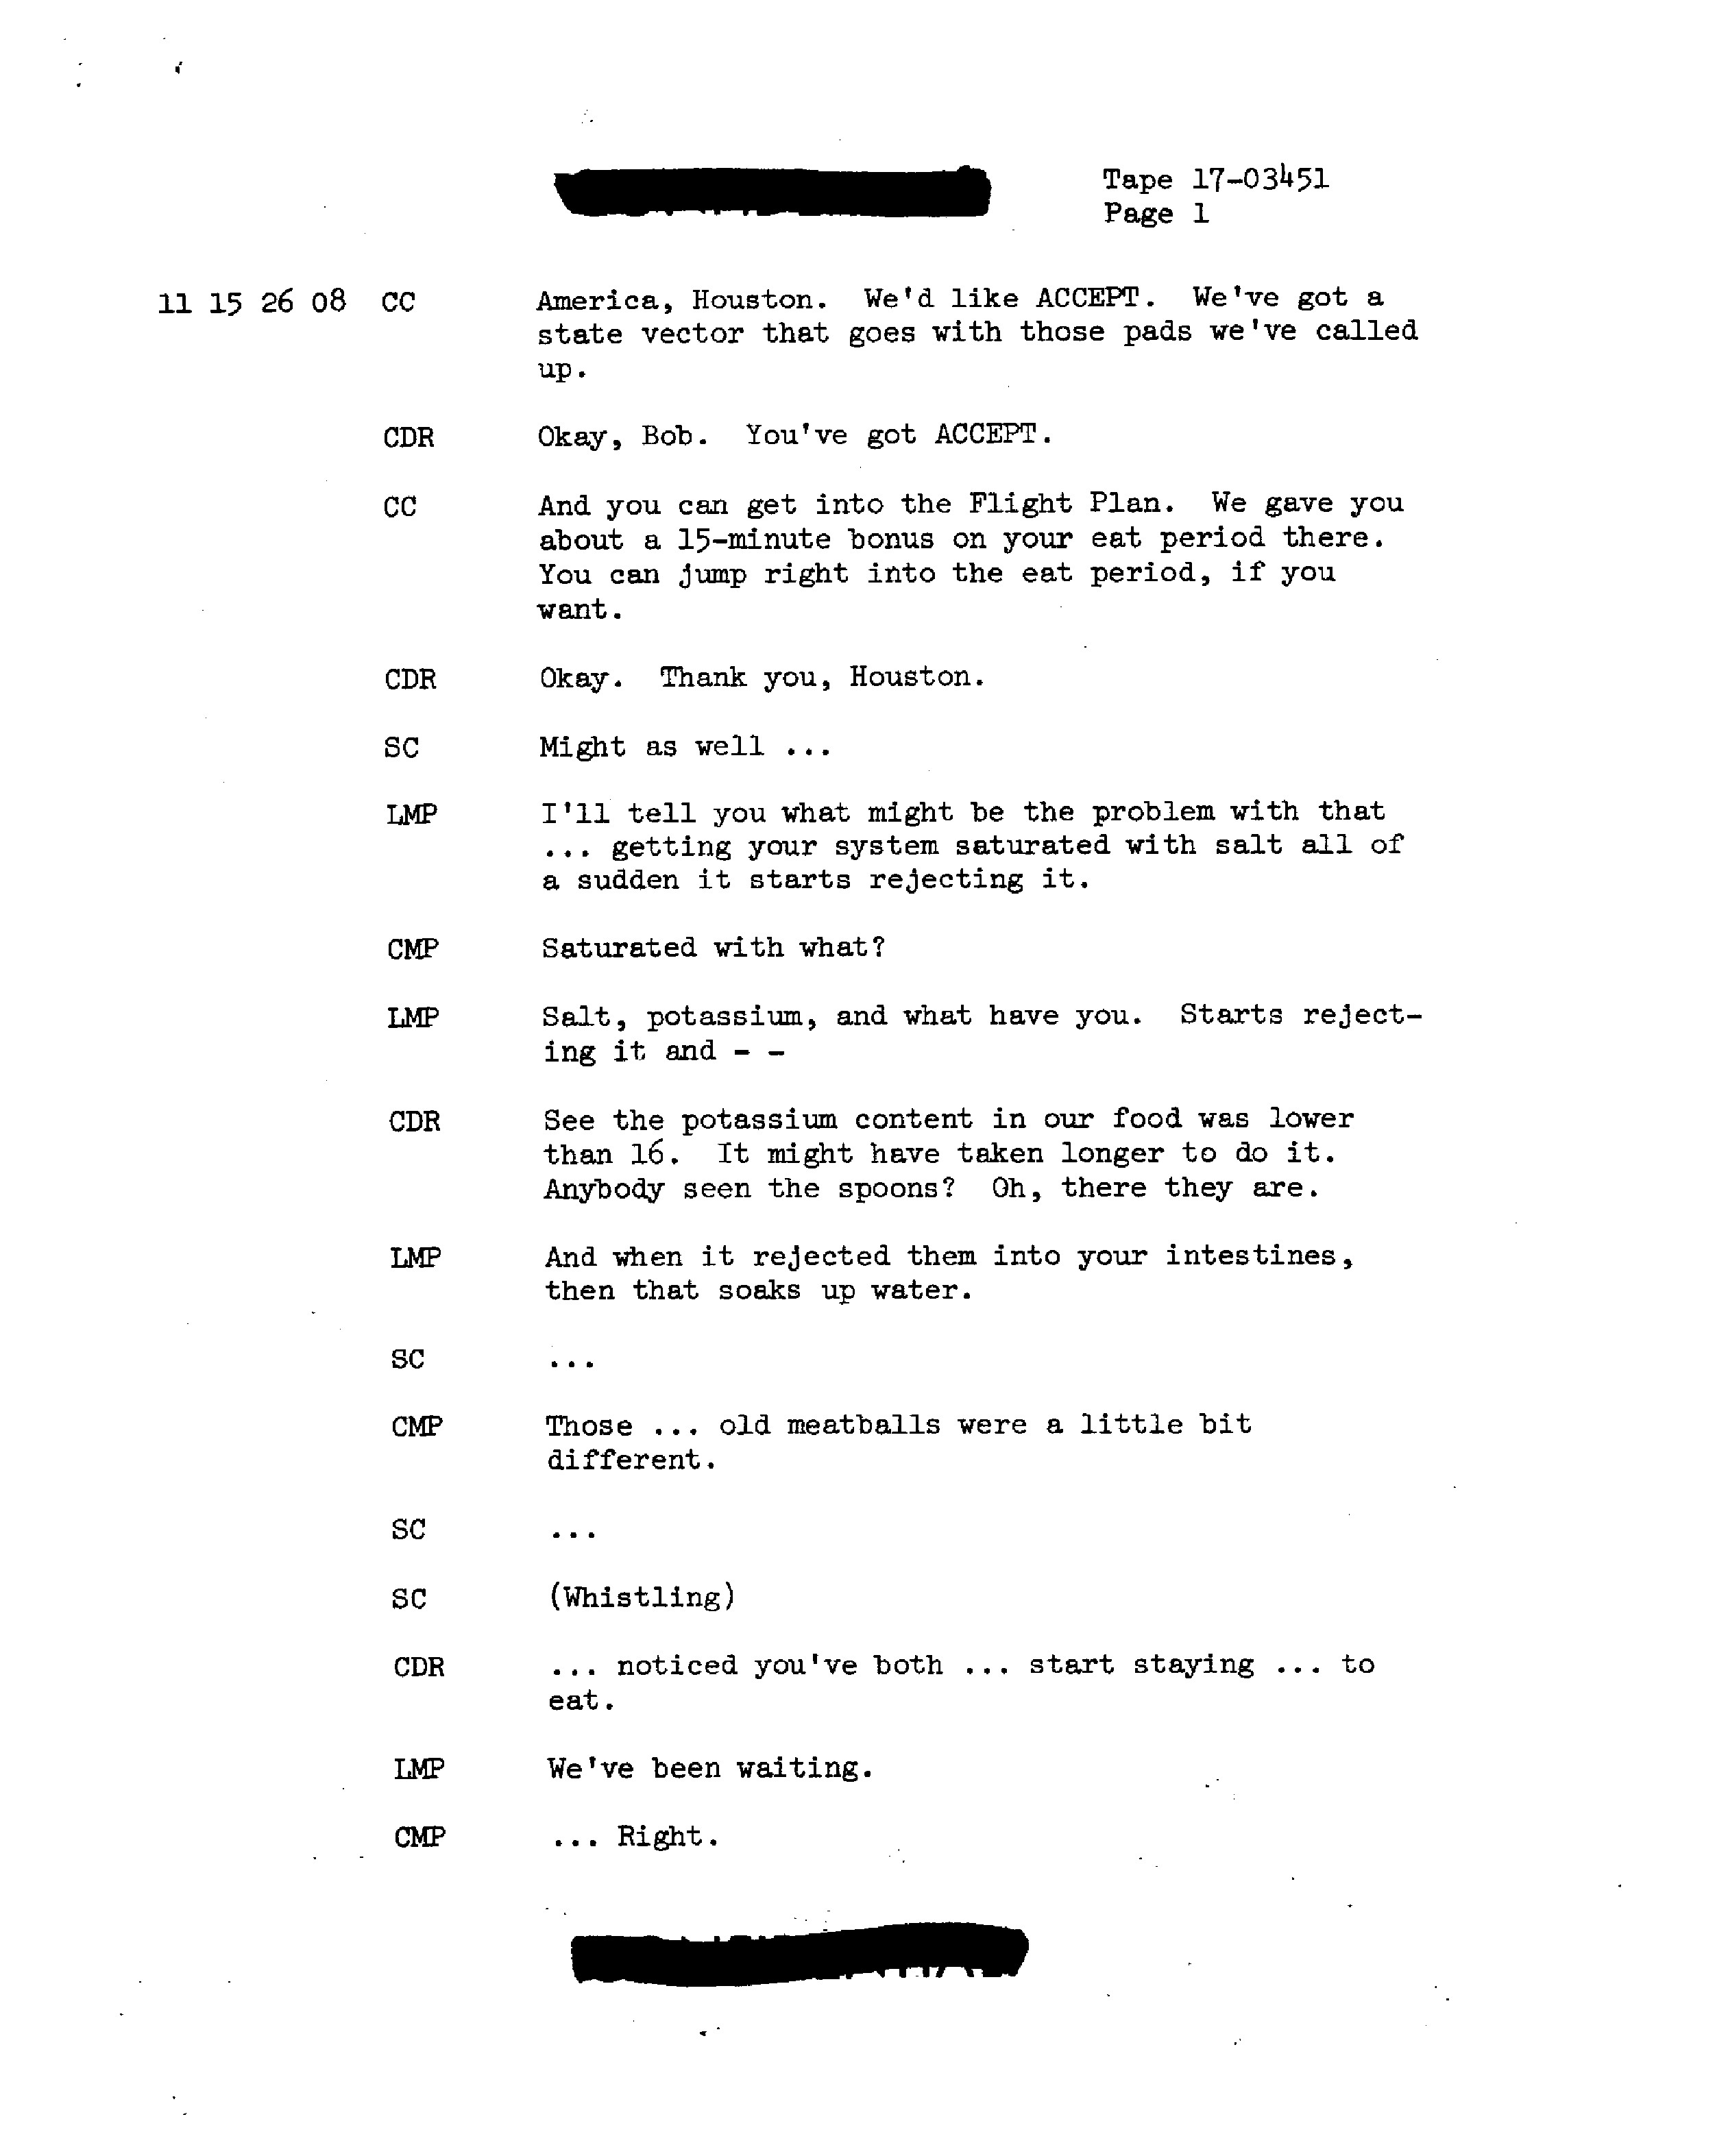 Tape 17-03451
Page 1
11 15 26 08 CC America, Houston. We'd like ACCEPT. We've got a
state vector that goes with those pads we've called
up.
CDR Okay, Bob. You've got ACCEPT.
CC And you can get into the Flight Plan. We gave you
about a 15-minute bonus on your eat period there.
You can jump right into the eat period, if you
want.
CDR Okay. Thank you, Houston.
SC Might as well ...
LMP I'll tell you what might be the problem with that
... getting your system saturated with salt all of
a sudden it starts rejecting it.
CMP Saturated with what?
LMP Salt, potassium, and what have you. Starts reject-
ing it and - -
CDR See the potassium content in our food was lower
than 16. It might have taken longer to do it.
Anybody seen the spoons? Oh, there they are.
LMP And when it rejected them into your intestines,
then that soaks up water.
SC ...
CMP Those ... old meatballs were a little bit
different.
SC ...
SC (Whistling)
CDR ... noticed you've both ... start staying ... to
eat.
LMP We've been waiting.
CMP ... Right.